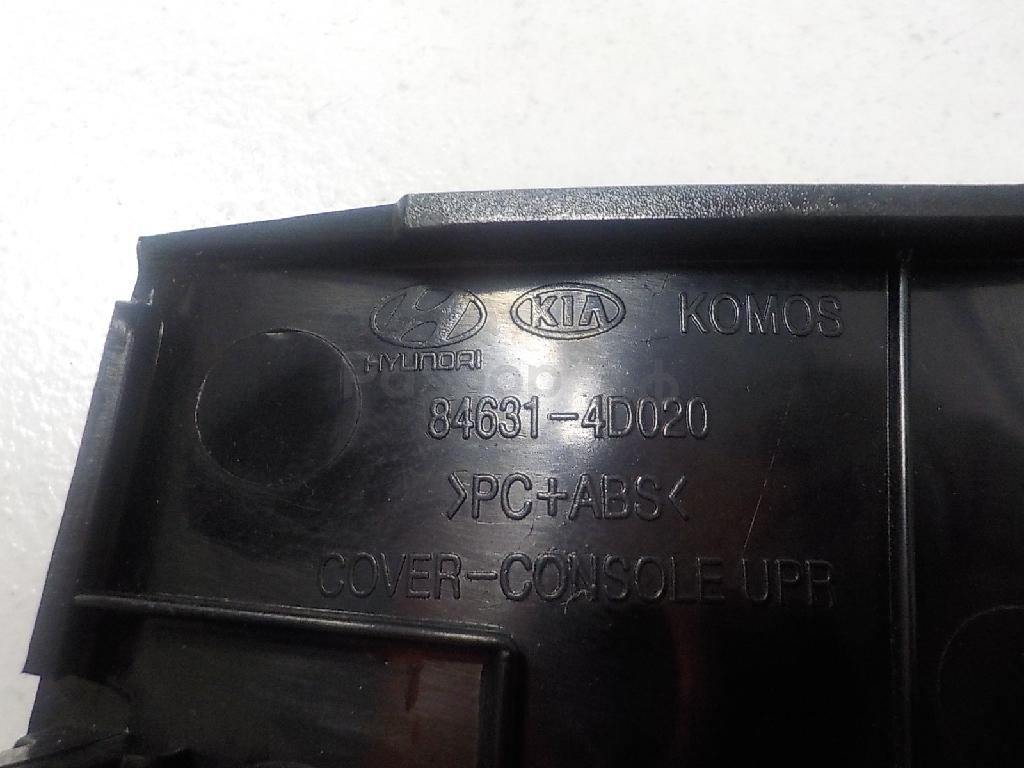 KIA KOMOS
HYUNDAI
84631-4D020
>PC+ABS<
COVER-CONSOLE UPR